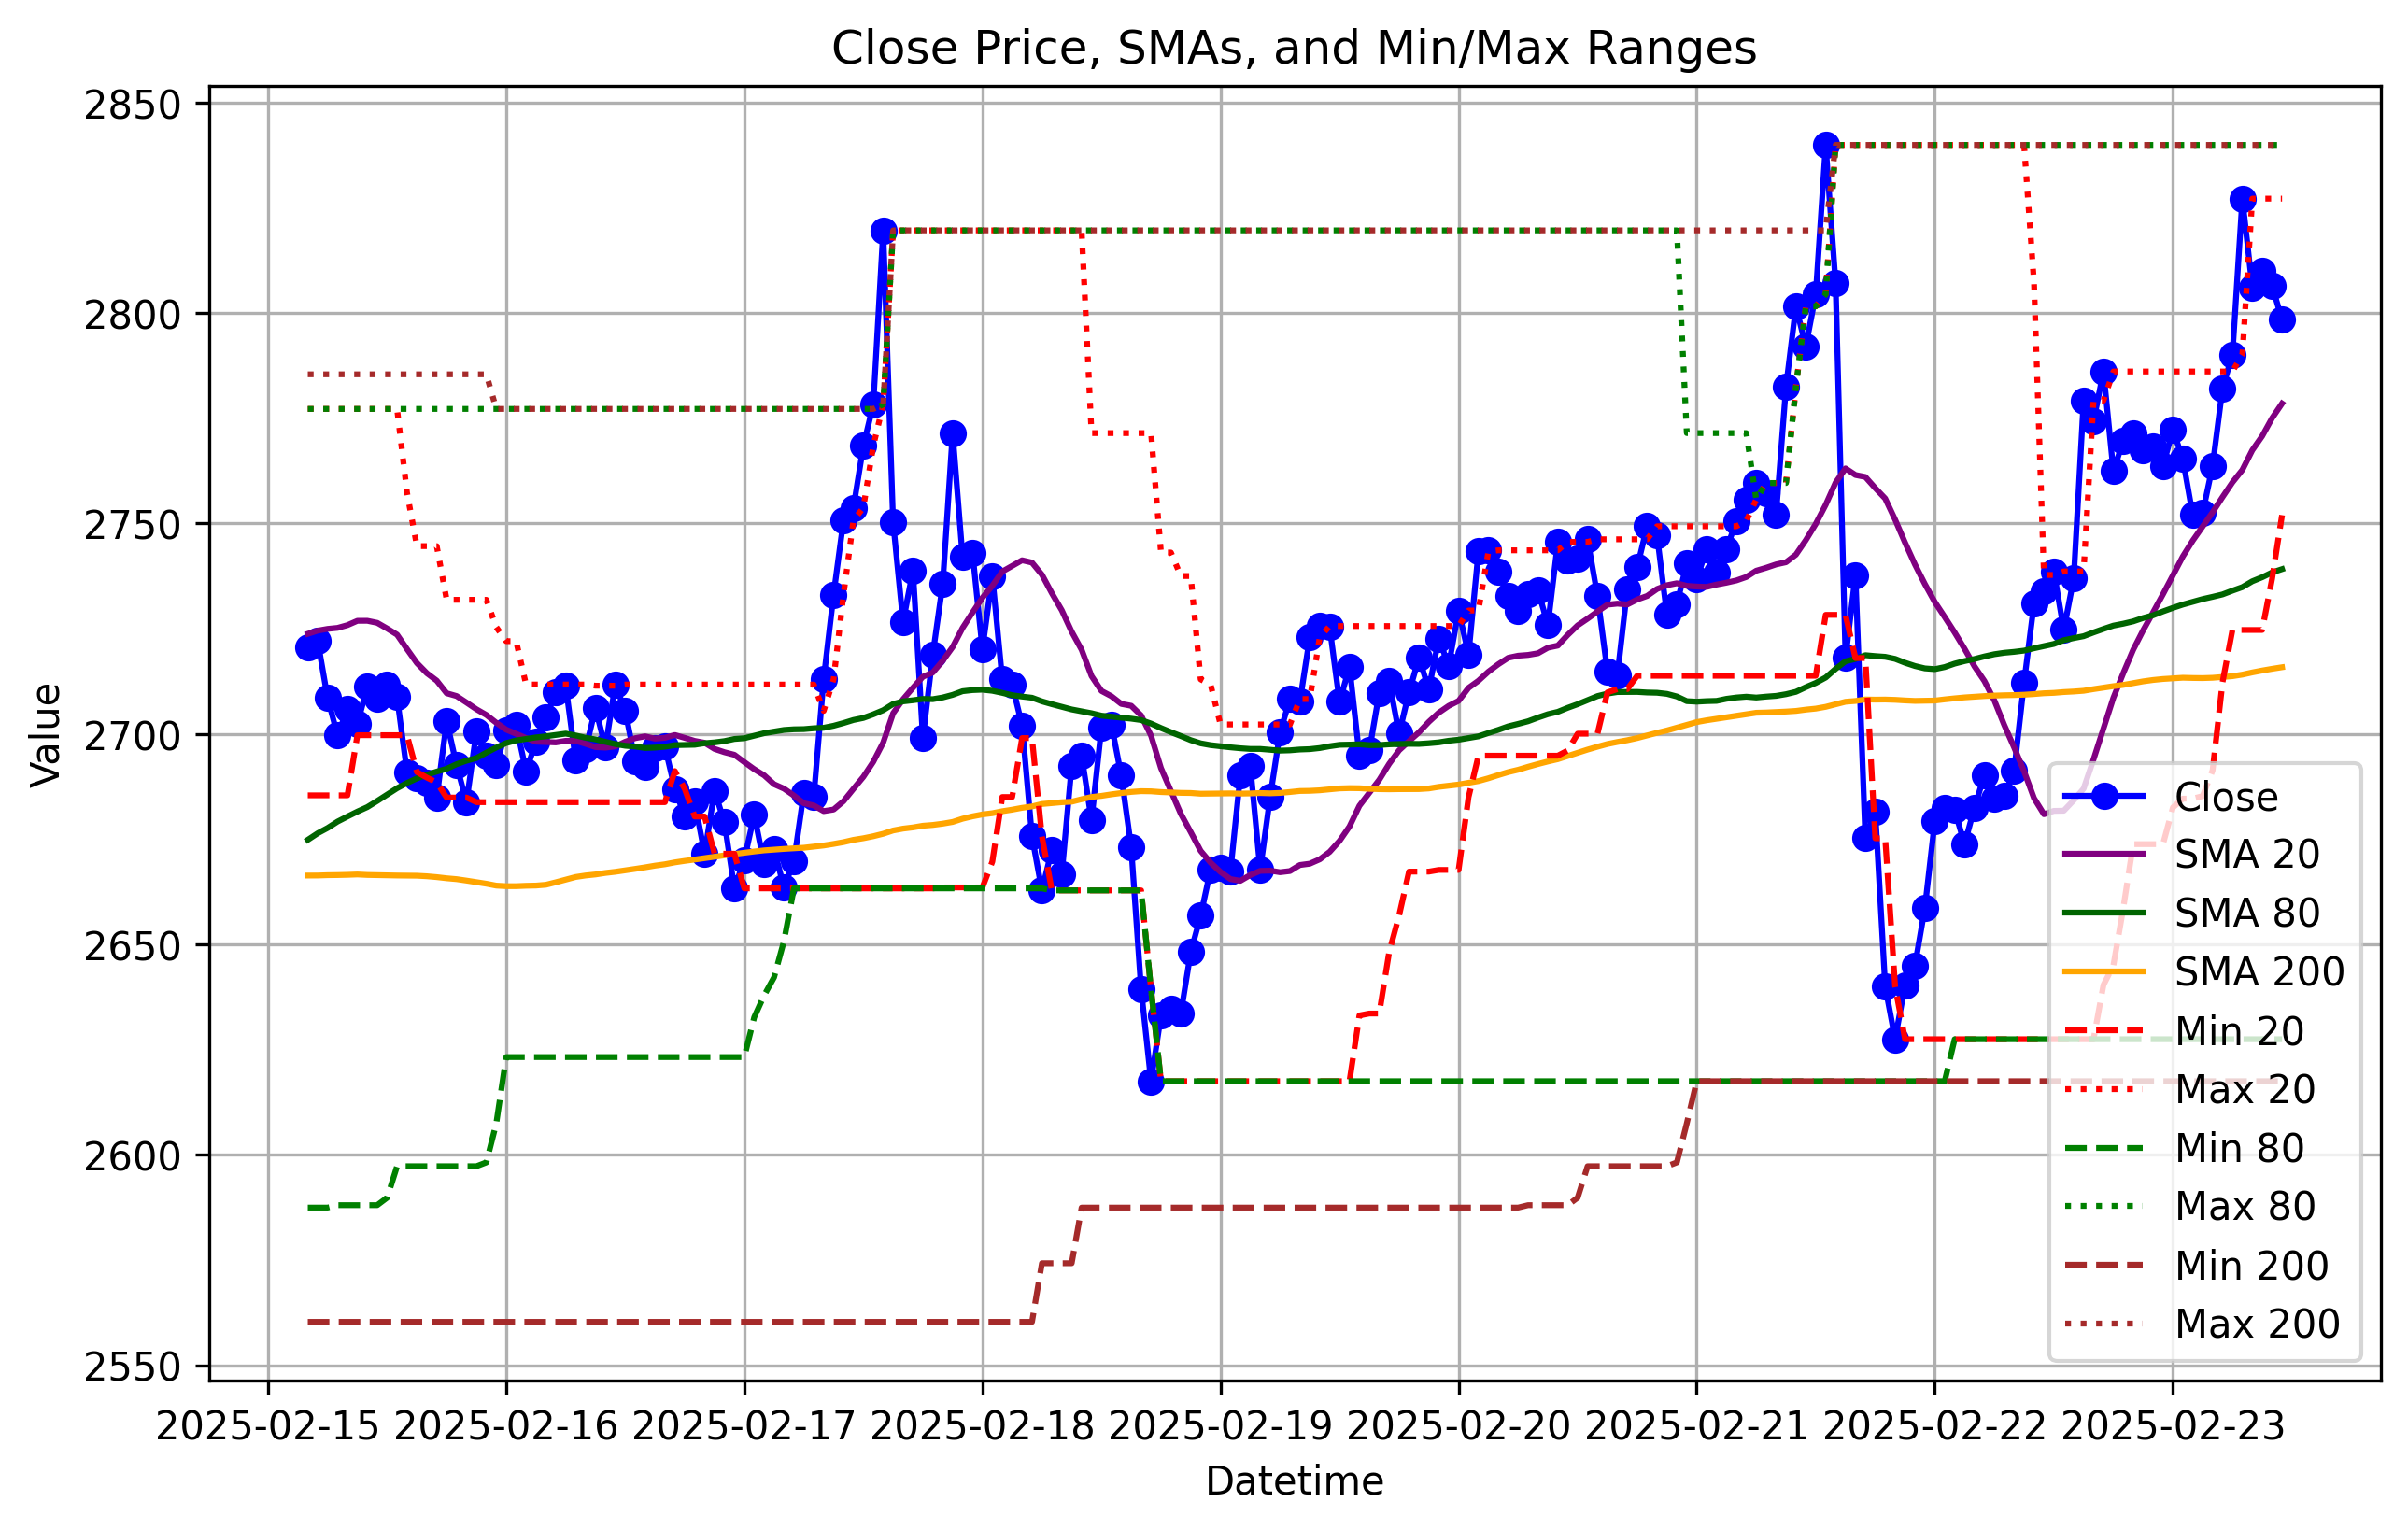 Close Price, SMAs, and Min/Max Ranges
Value
2850
2800
2750
2700
2650
2600
2550
Close
SMA 20
SMA 80
SMA 200
Min 20
Max 20
Min 80
Max 80
Min 200
Max 200
2025-02-15 2025-02-16 2025-02-17 2025-02-18 2025-02-19 2025-02-20 2025-02-21 2025-02-22 2025-02-23
Datetime